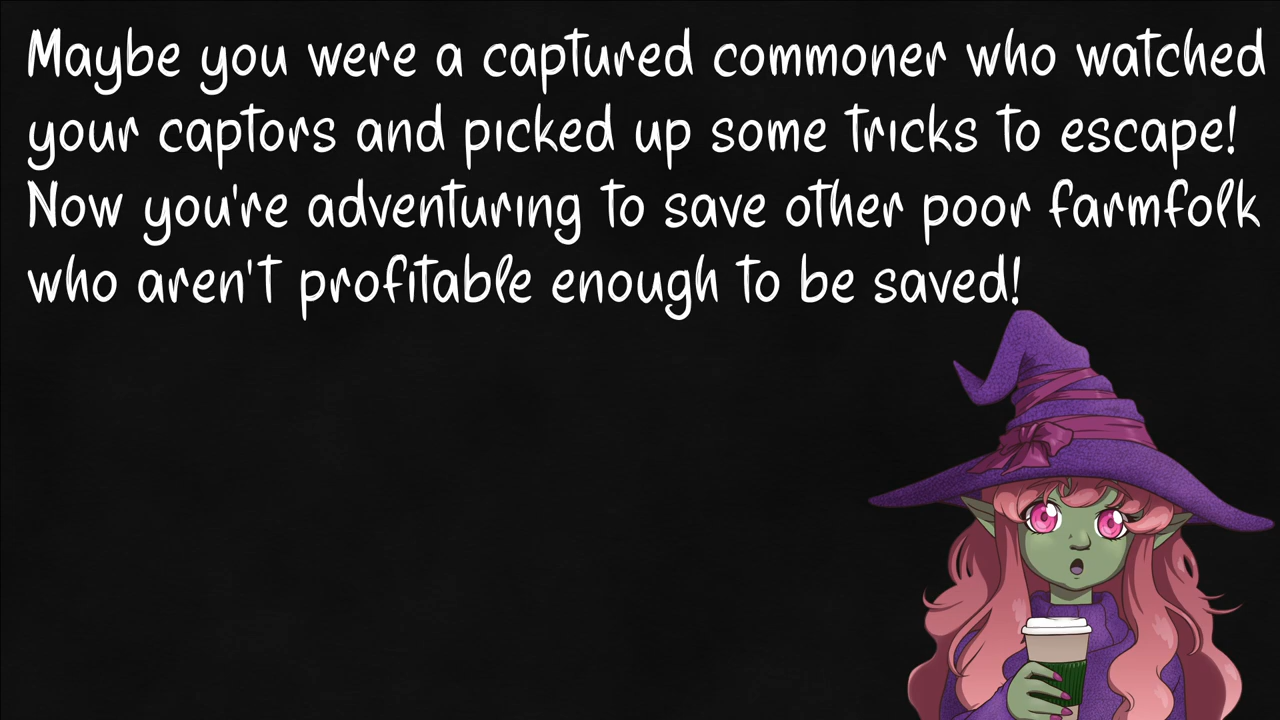 Maybe you were a captured commoner who watched
your captors and picked up some tricks to escape!
Now you're adventuring to save other poor farmfolk
who aren't profitable enough to be saved!